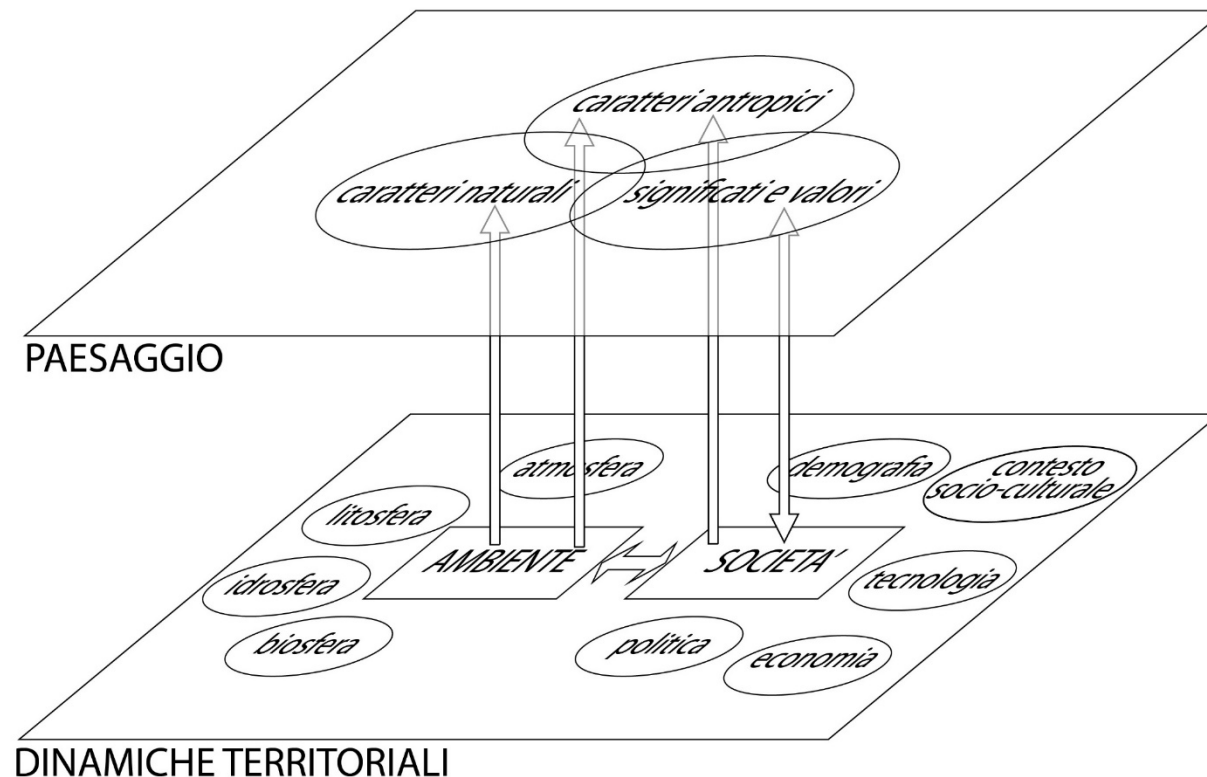 caratteri antropici
caratteri naturali
significati e valori
PAESAGGIO
atmosfera
demografia
contesto
socio-culturale
litosfera
AMBIENTE
SOCIETA'
tecnologia
idrosfera
biosfera
politica
economia
DINAMICHE TERRITORIALI